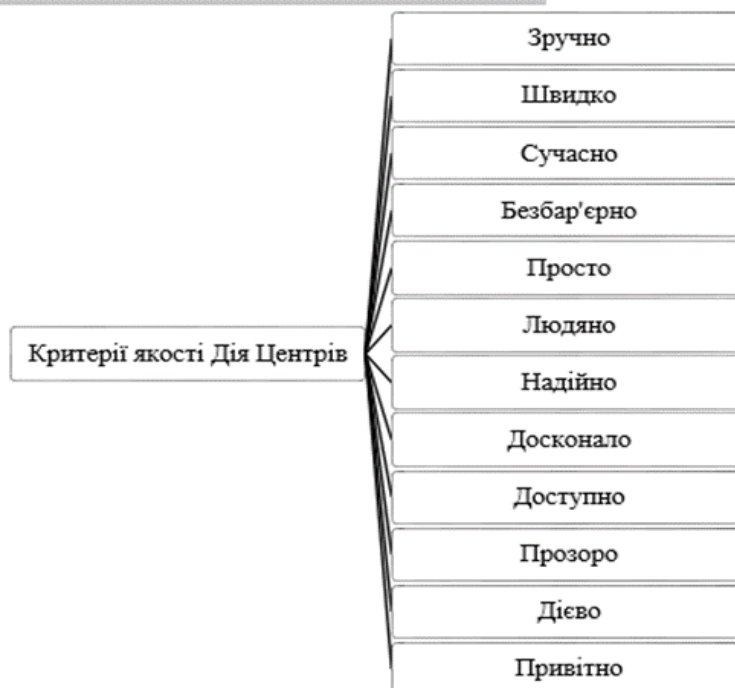 Зручно
Швидко
Сучасно
Безбар'єрно
Просто
Людяно
Критерії якості Дія Центрів
Надійно
Досконало
Доступно
Прозоро
Дієво
Привітно